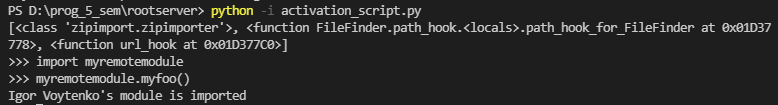 PS D:\prog_5_sem\rootserver> python -i activation_script.py
[<class 'zipimport.zipimporter'>, <function FileFinder.path_hook.<locals>.path_hook_for_FileFinder at 0x01D37
778>, <function url_hook at 0x01D377C0>]
>>> import myremotemodule
>>> myremotemodule.myfoo()
Igor Voytenko's module is imported